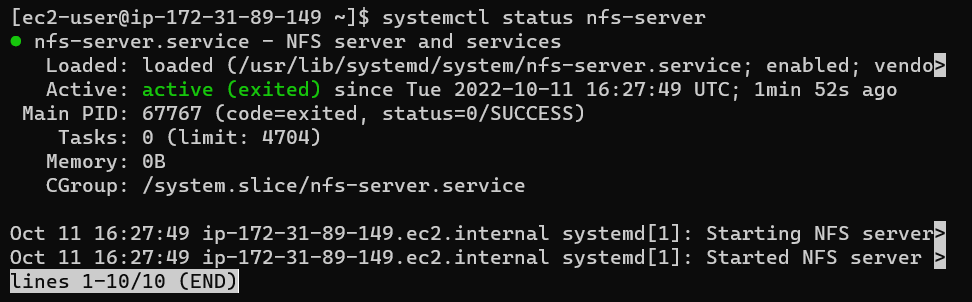 [ec2-user@ip-172-31-89-149 ~]$ systemctl status nfs-server
● nfs-server.service - NFS server and services
   Loaded: loaded (/usr/lib/systemd/system/nfs-server.service; enabled; vendo>
   Active: active (exited) since Tue 2022-10-11 16:27:49 UTC; 1min 52s ago
 Main PID: 67767 (code=exited, status=0/SUCCESS)
    Tasks: 0 (limit: 4704)
   Memory: 0B
   CGroup: /system.slice/nfs-server.service

Oct 11 16:27:49 ip-172-31-89-149.ec2.internal systemd[1]: Starting NFS server>
Oct 11 16:27:49 ip-172-31-89-149.ec2.internal systemd[1]: Started NFS server >
lines 1-10/10 (END)